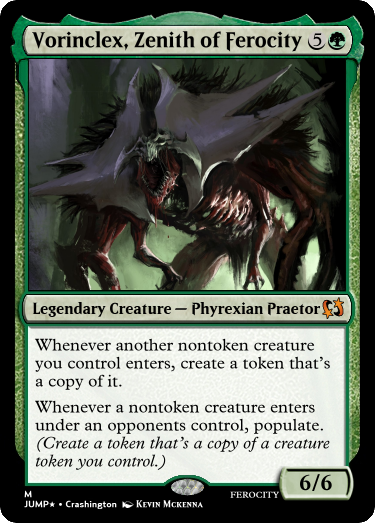 Vorinclex, Zenith of Ferocity 5
Legendary Creature — Phyrexian Praetor
Whenever another nontoken creature
you control enters, create a token that's
a copy of it.
Whenever a nontoken creature enters
under an opponents control, populate.
(Create a token that's a copy of a creature
token you control.)
6/6
M
JUMP★ • Crashington Kevin Mckenna
FEROCITY